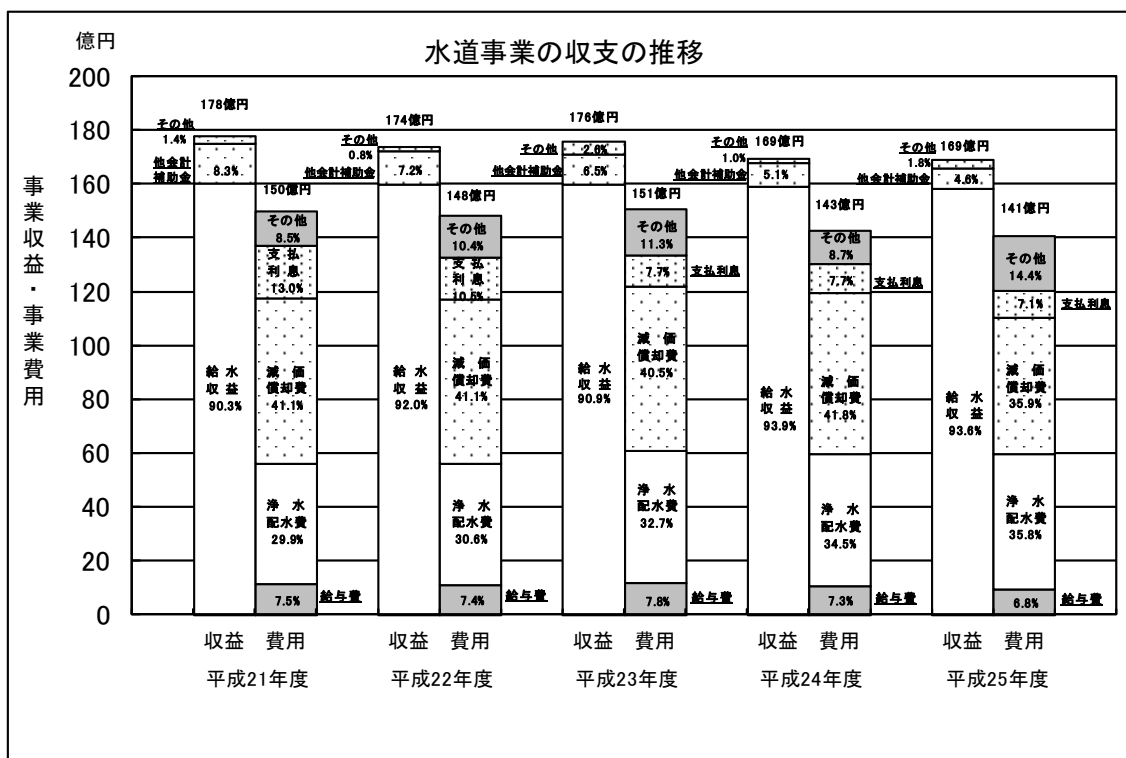 億円
水道事業の収支の推移
事業収益・事業費用
200
180
160
140
120
100
80
60
40
20
0
178億円
その他
1.4%
他会計
補助金
8.3%
給水
収益
90.3%
150億円
その他
8.5%
支払
利息
13.0%
減価
償却費
41.1%
浄水
配水費
29.9%
7.5%
給与費
174億円
その他
0.8%
他会計補助金
7.2%
給水
収益
92.0%
148億円
その他
10.4%
支払
利息
10.5%
減価
償却費
41.1%
浄水
配水費
30.6%
7.4%
給与費
176億円
その他
2.6%
他会計補助金
6.5%
給水
収益
90.9%
151億円
その他
11.3%
7.7%
支払利息
減価
償却費
40.5%
浄水
配水費
32.7%
7.8%
給与費
169億円
その他
1.0%
他会計補助金
5.1%
給水
収益
93.9%
143億円
その他
8.7%
7.7%
支払利息
減価
償却費
41.8%
浄水
配水費
34.5%
7.3%
給与費
169億円
その他
1.8%
他会計補助金
4.6%
給水
収益
93.6%
141億円
その他
14.4%
7.1%
支払利息
減価
償却費
35.9%
浄水
配水費
35.8%
6.8%
給与費
収益 費用 収益 費用 収益 費用 収益 費用 収益 費用
平成21年度 平成22年度 平成23年度 平成24年度 平成25年度